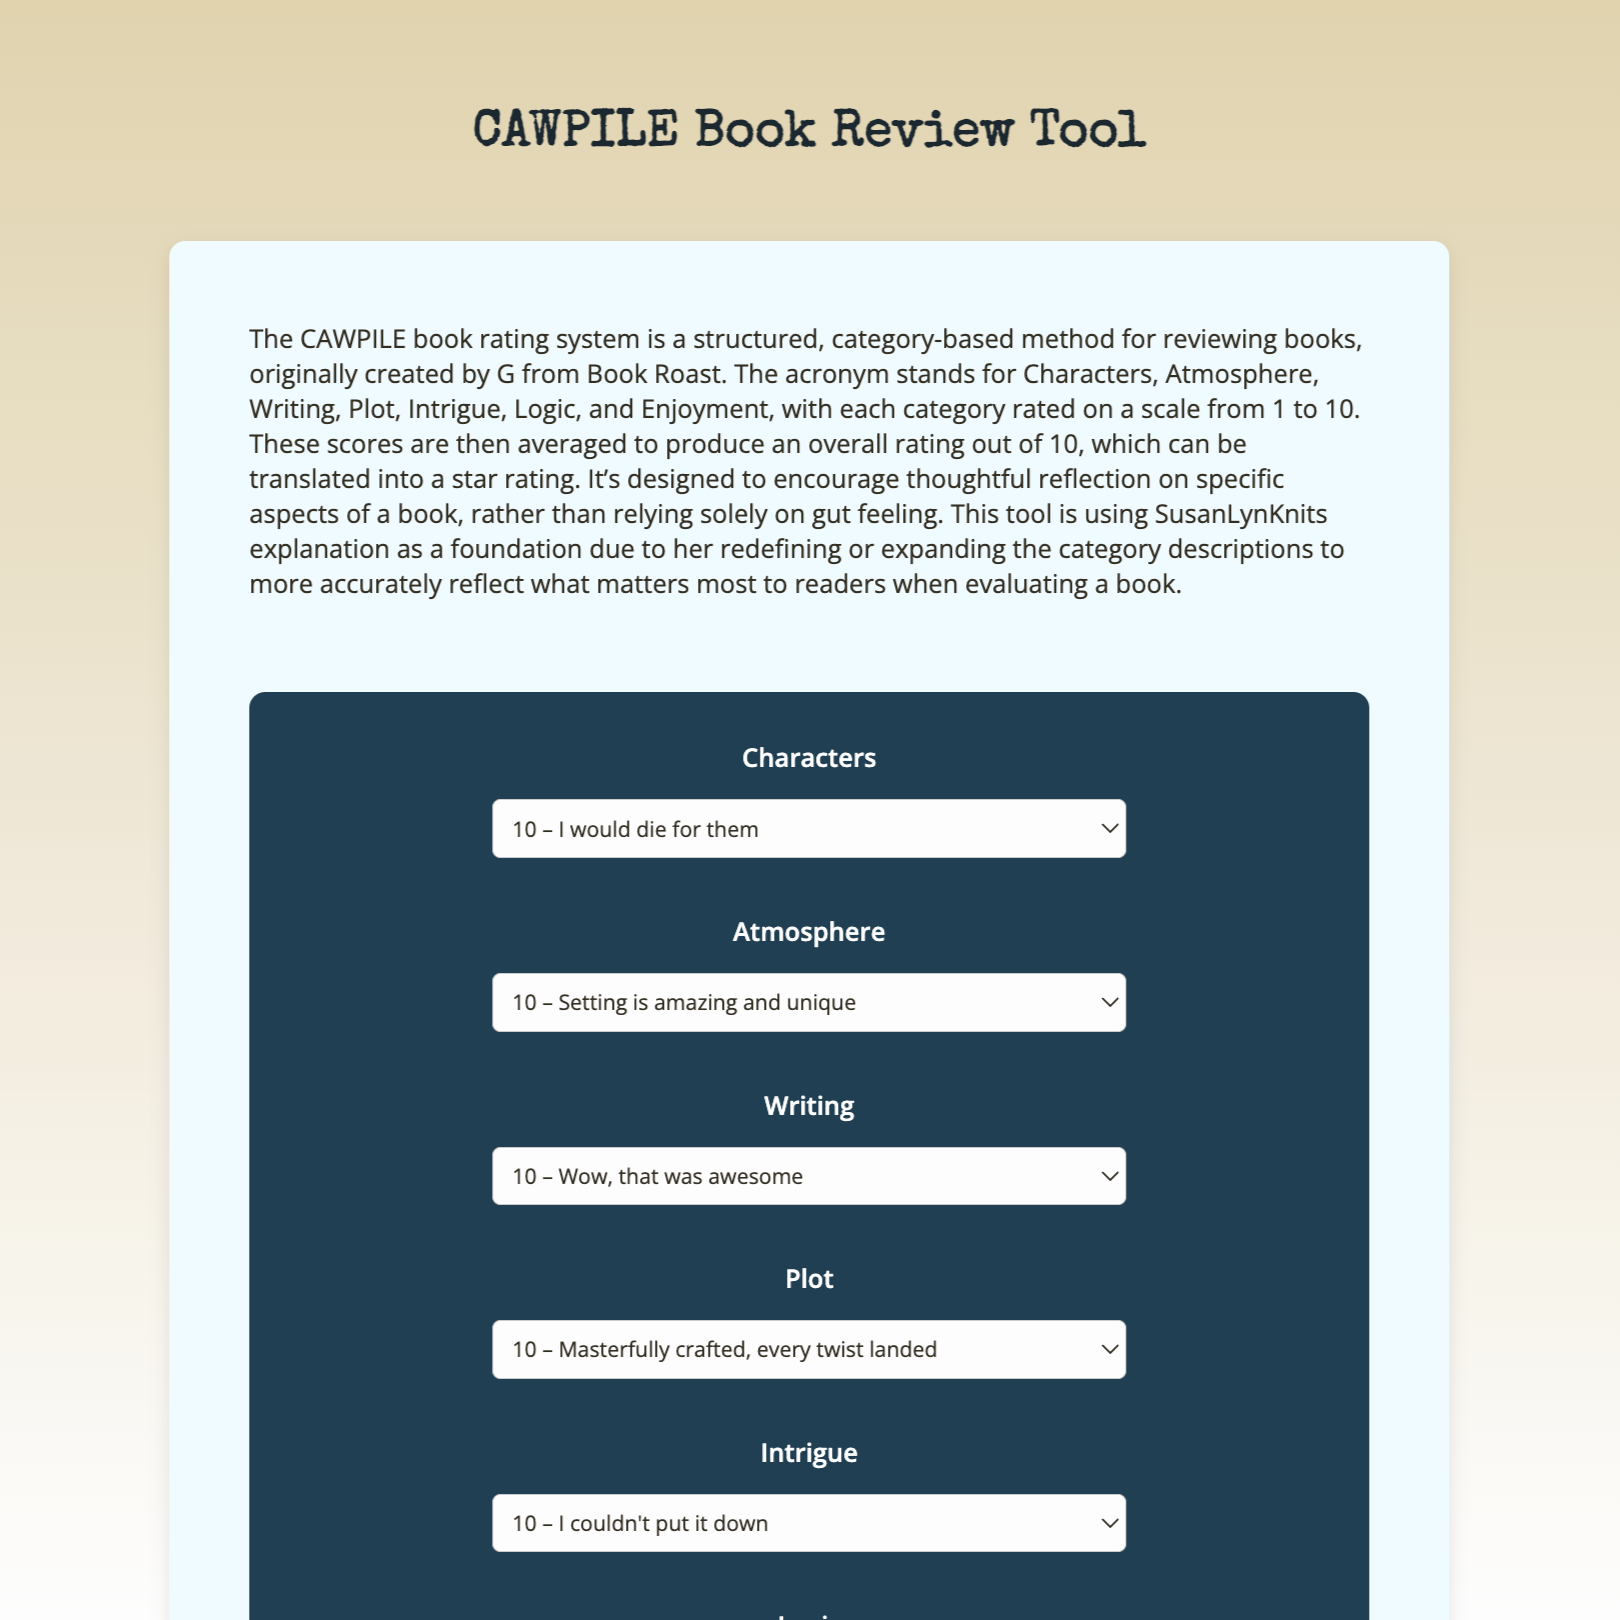 CAWPILE Book Review Tool
The CAWPILE book rating system is a structured, category-based method for reviewing books,
originally created by G from Book Roast. The acronym stands for Characters, Atmosphere,
Writing, Plot, Intrigue, Logic, and Enjoyment, with each category rated on a scale from 1 to 10.
These scores are then averaged to produce an overall rating out of 10, which can be
translated into a star rating. It’s designed to encourage thoughtful reflection on specific
aspects of a book, rather than relying solely on gut feeling. This tool is using SusanLynKnits
explanation as a foundation due to her redefining or expanding the category descriptions to
more accurately reflect what matters most to readers when evaluating a book.
Characters
10 – I would die for them
Atmosphere
10 – Setting is amazing and unique
Writing
10 – Wow, that was awesome
Plot
10 – Masterfully crafted, every twist landed
Intrigue
10 – I couldn't put it down